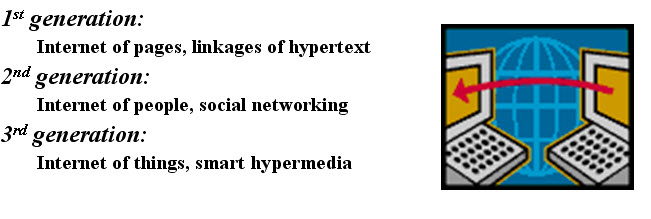 1st generation:
Internet of pages, linkages of hypertext
2nd generation:
Internet of people, social networking
3rd generation:
Internet of things, smart hypermedia